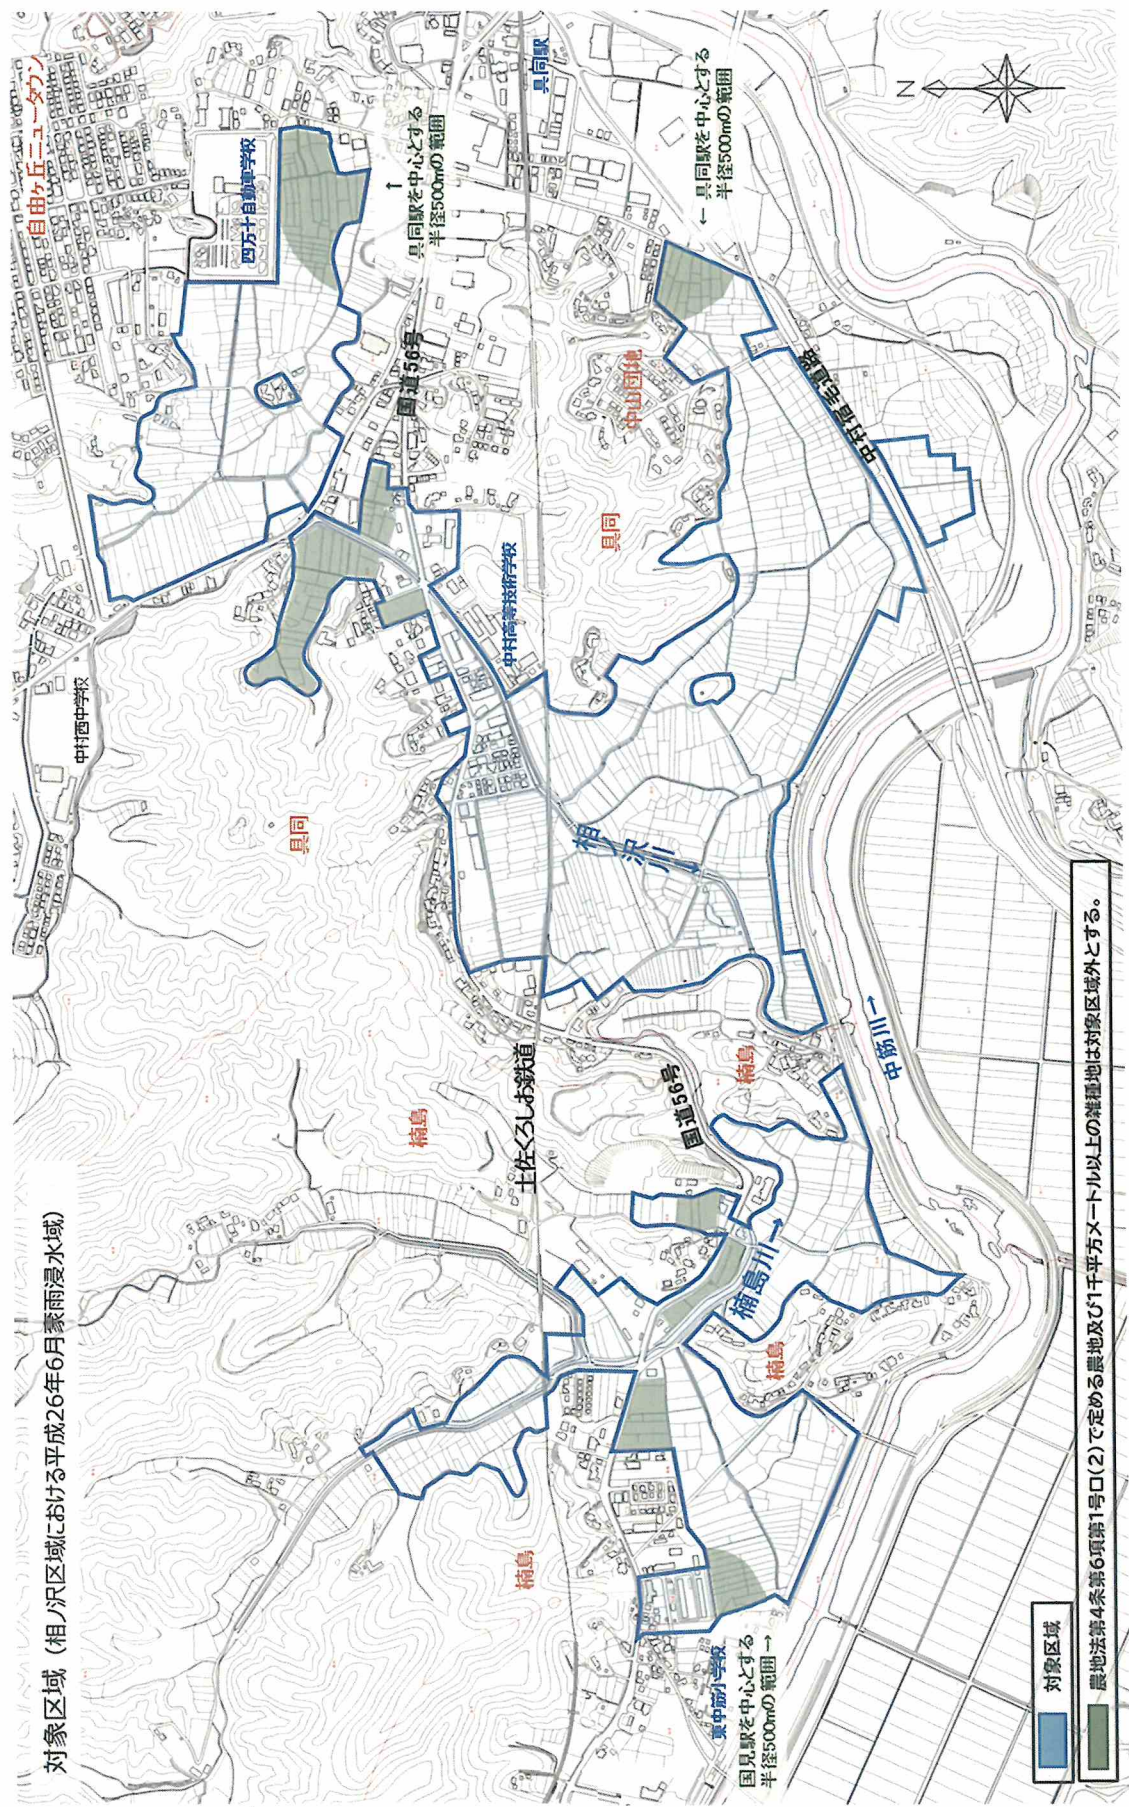 対象区域（相ノ沢区域における平成26年6月豪雨浸水域）
自由ヶ丘ニュータウン
四万十自動車学校
具同駅
↑
具同駅を中心とする
半径500mの範囲
← 具同駅を中心とする
半径500mの範囲
N
国道56号
中村西中学校
中村高等技術学校
中山団地
具同
中村宿毛道路
具同
相ノ沢川→
土佐くろしお鉄道
楠島
国道56号
楠島
中筋川→
楠島川→
楠島
楠島
東中筋小学校
国見駅を中心とする
半径500mの範囲→
対象区域
農地法第4条第6項第1号ロ(2)で定める農地及び1千平方メートル以上の雑種地は対象区域外とする。